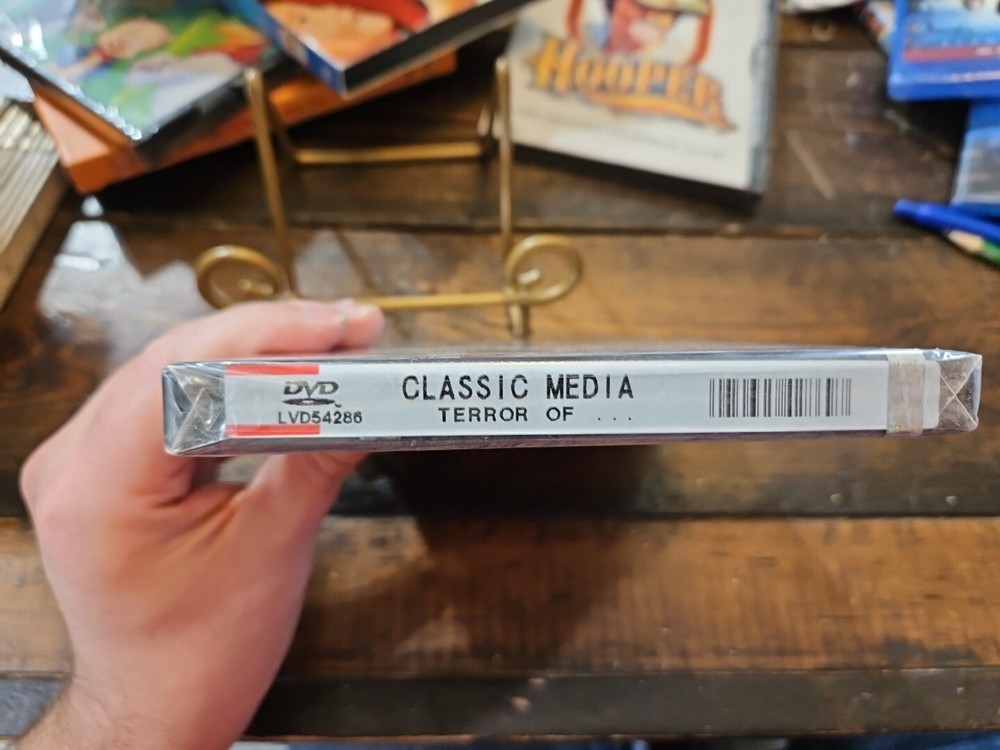 HOOPER
DVD
LVD54286
CLASSIC MEDIA
TERROR OF ...